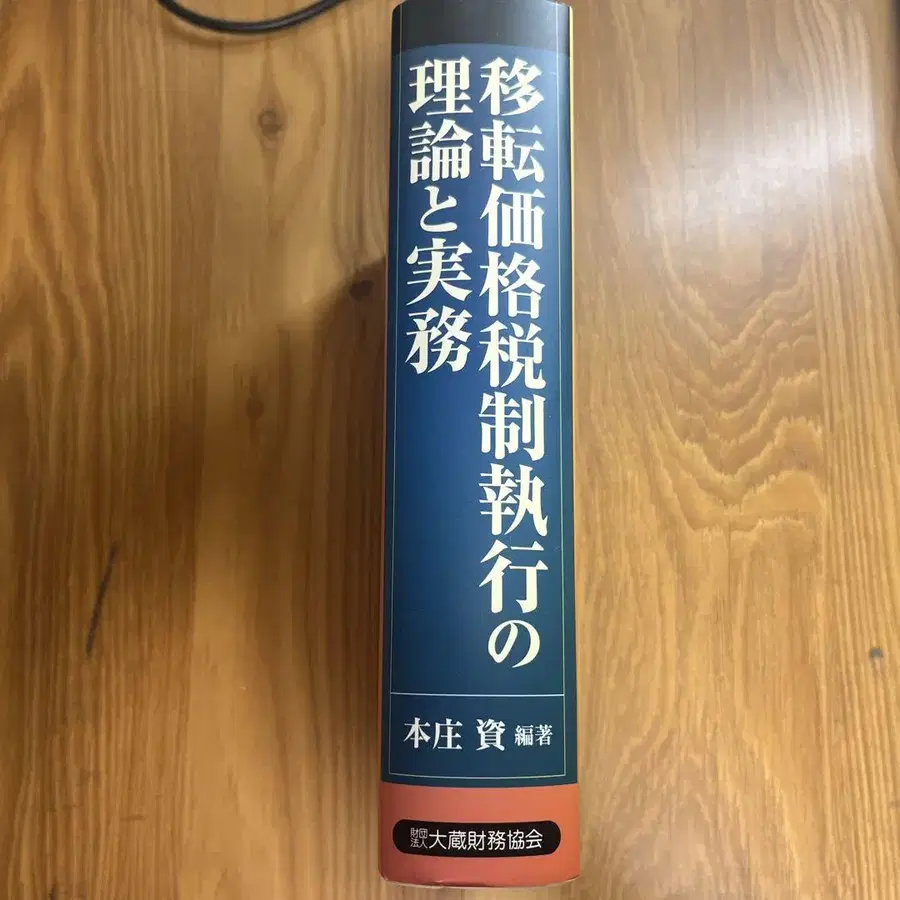 移転価格税制執行の
理論と実務
本庄 資 編著
財団法人 大蔵財務協会